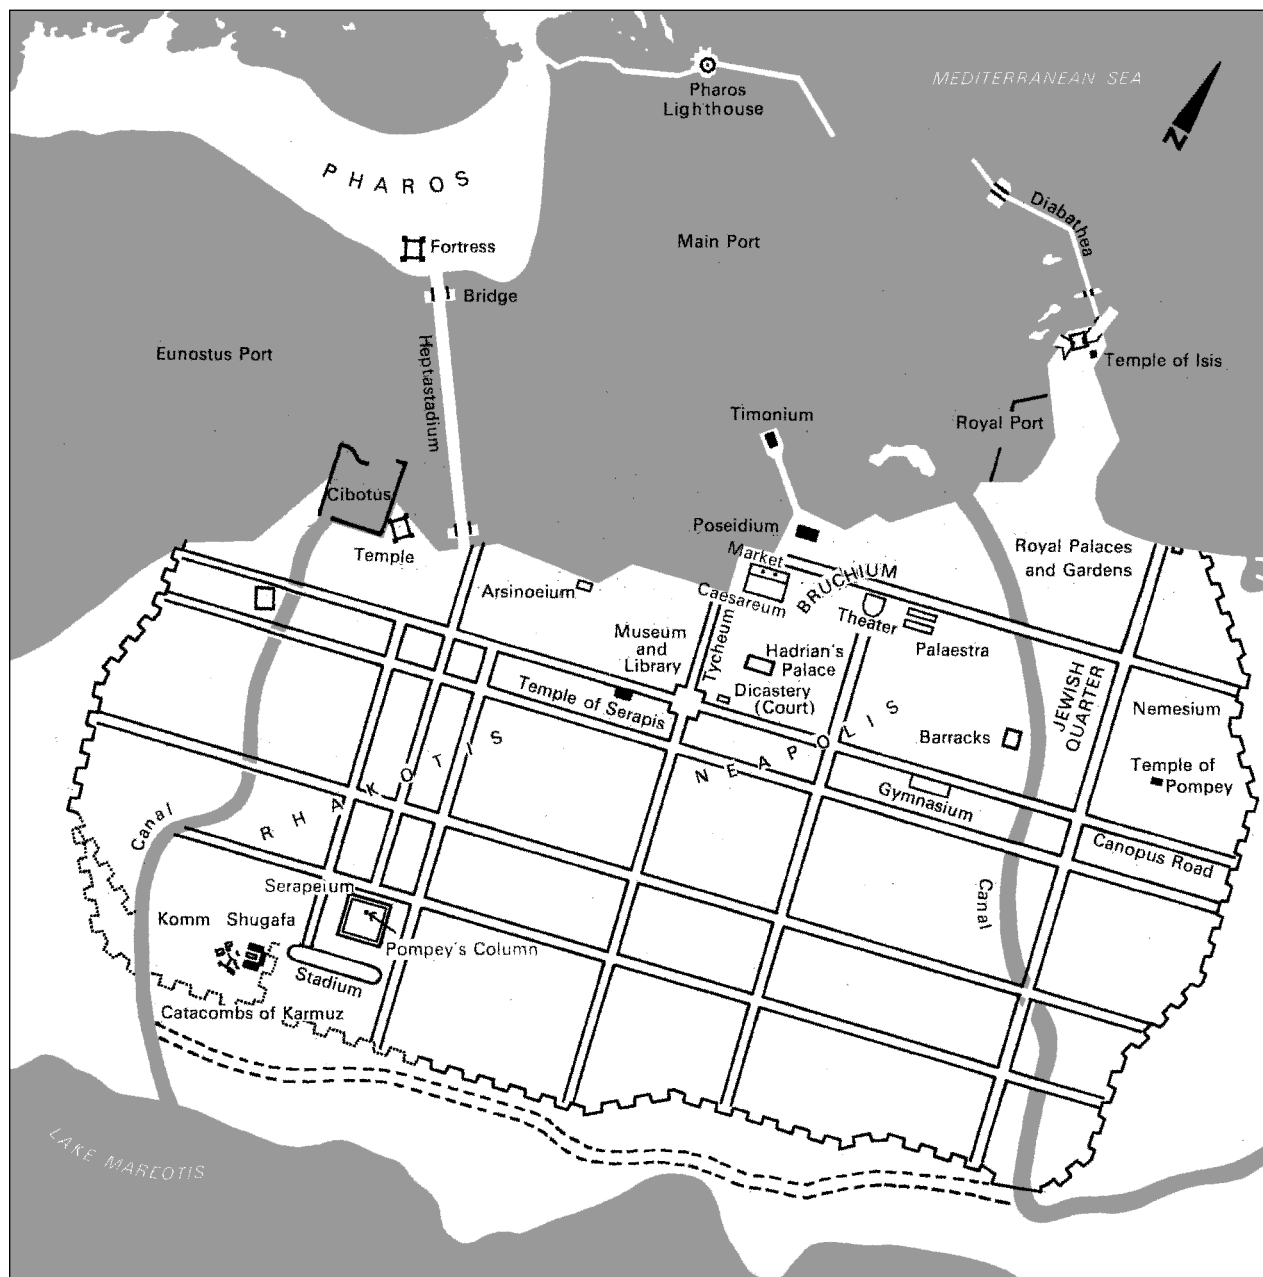 MEDITERRANEAN SEA
Pharos
Lighthouse
N
PHAROS
Diabathea
Fortress
Main Port
Bridge
Eunostus Port
Heptastadium
Temple of Isis
Timonium
Royal Port
Cibotus
Poseidium
Temple
Market
Royal Palaces
and Gardens
BRUCHIUM
Arsinoeium
Caesareum
Theater
Museum
and
Library
Tycheum
Hadrian's
Palace
Palaestra
Temple of Serapis
Dicastery
(Court)
JEWISH
QUARTER
Nemesium
NEAPOLIS
Barracks
RHAKOTIS
Temple of
Pompey
Gymnasium
Canal
Canopus Road
Serapeium
Canal
Komm Shugafa
Pompey's Column
Stadium
Catacombs of Karmuz
LAKE MAREOTIS